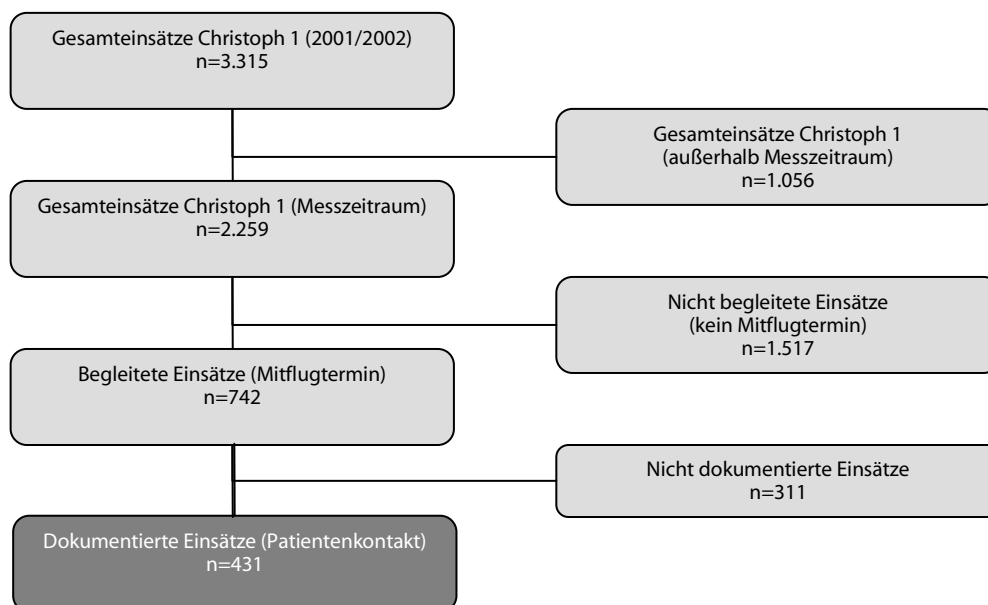 Gesamteinsätze Christoph 1 (2001/2002)
n=3.315
Gesamteinsätze Christoph 1
(außerhalb Messzeitraum)
n=1.056
Gesamteinsätze Christoph 1 (Messzeitraum)
n=2.259
Nicht begleitete Einsätze
(kein Mitflugtermin)
n=1.517
Begleitete Einsätze (Mitflugtermin)
n=742
Nicht dokumentierte Einsätze
n=311
Dokumentierte Einsätze (Patientenkontakt)
n=431